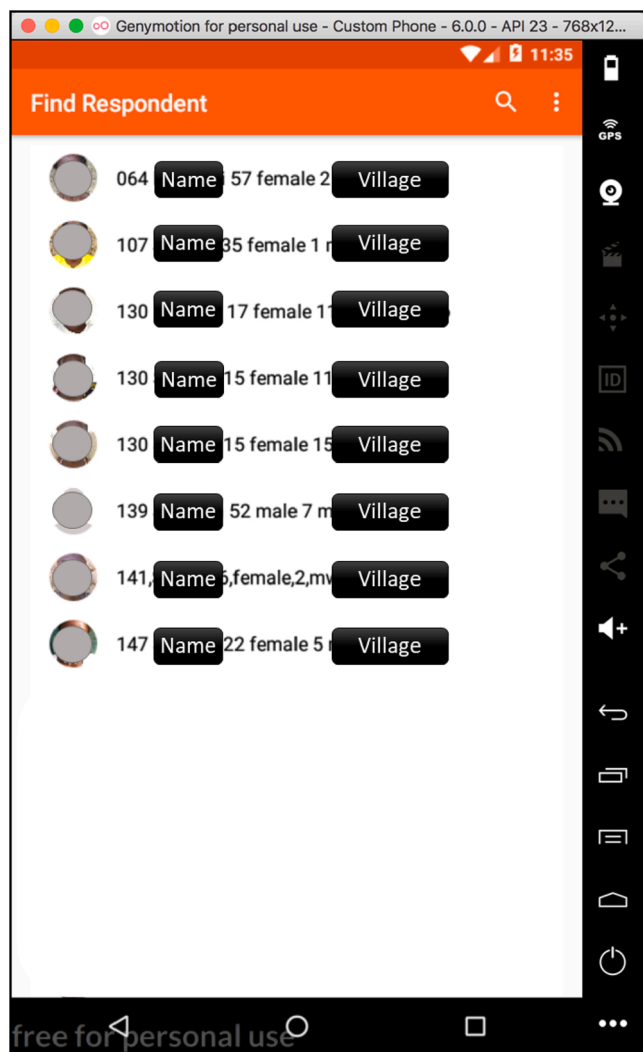 Genymotion for personal use - Custom Phone - 6.0.0 - API 23 - 768x12...
11:35
Find Respondent
GPS
064 Name 57 female 2 Village
107 Name 35 female 1 Village
130 Name 17 female 11 Village
ID
130 Name 15 female 11 Village
130 Name 15 female 15 Village
139 Name 52 male 7 m Village
141, Name ,female,2,mw Village
147 Name 22 female 5 Village
free for personal use